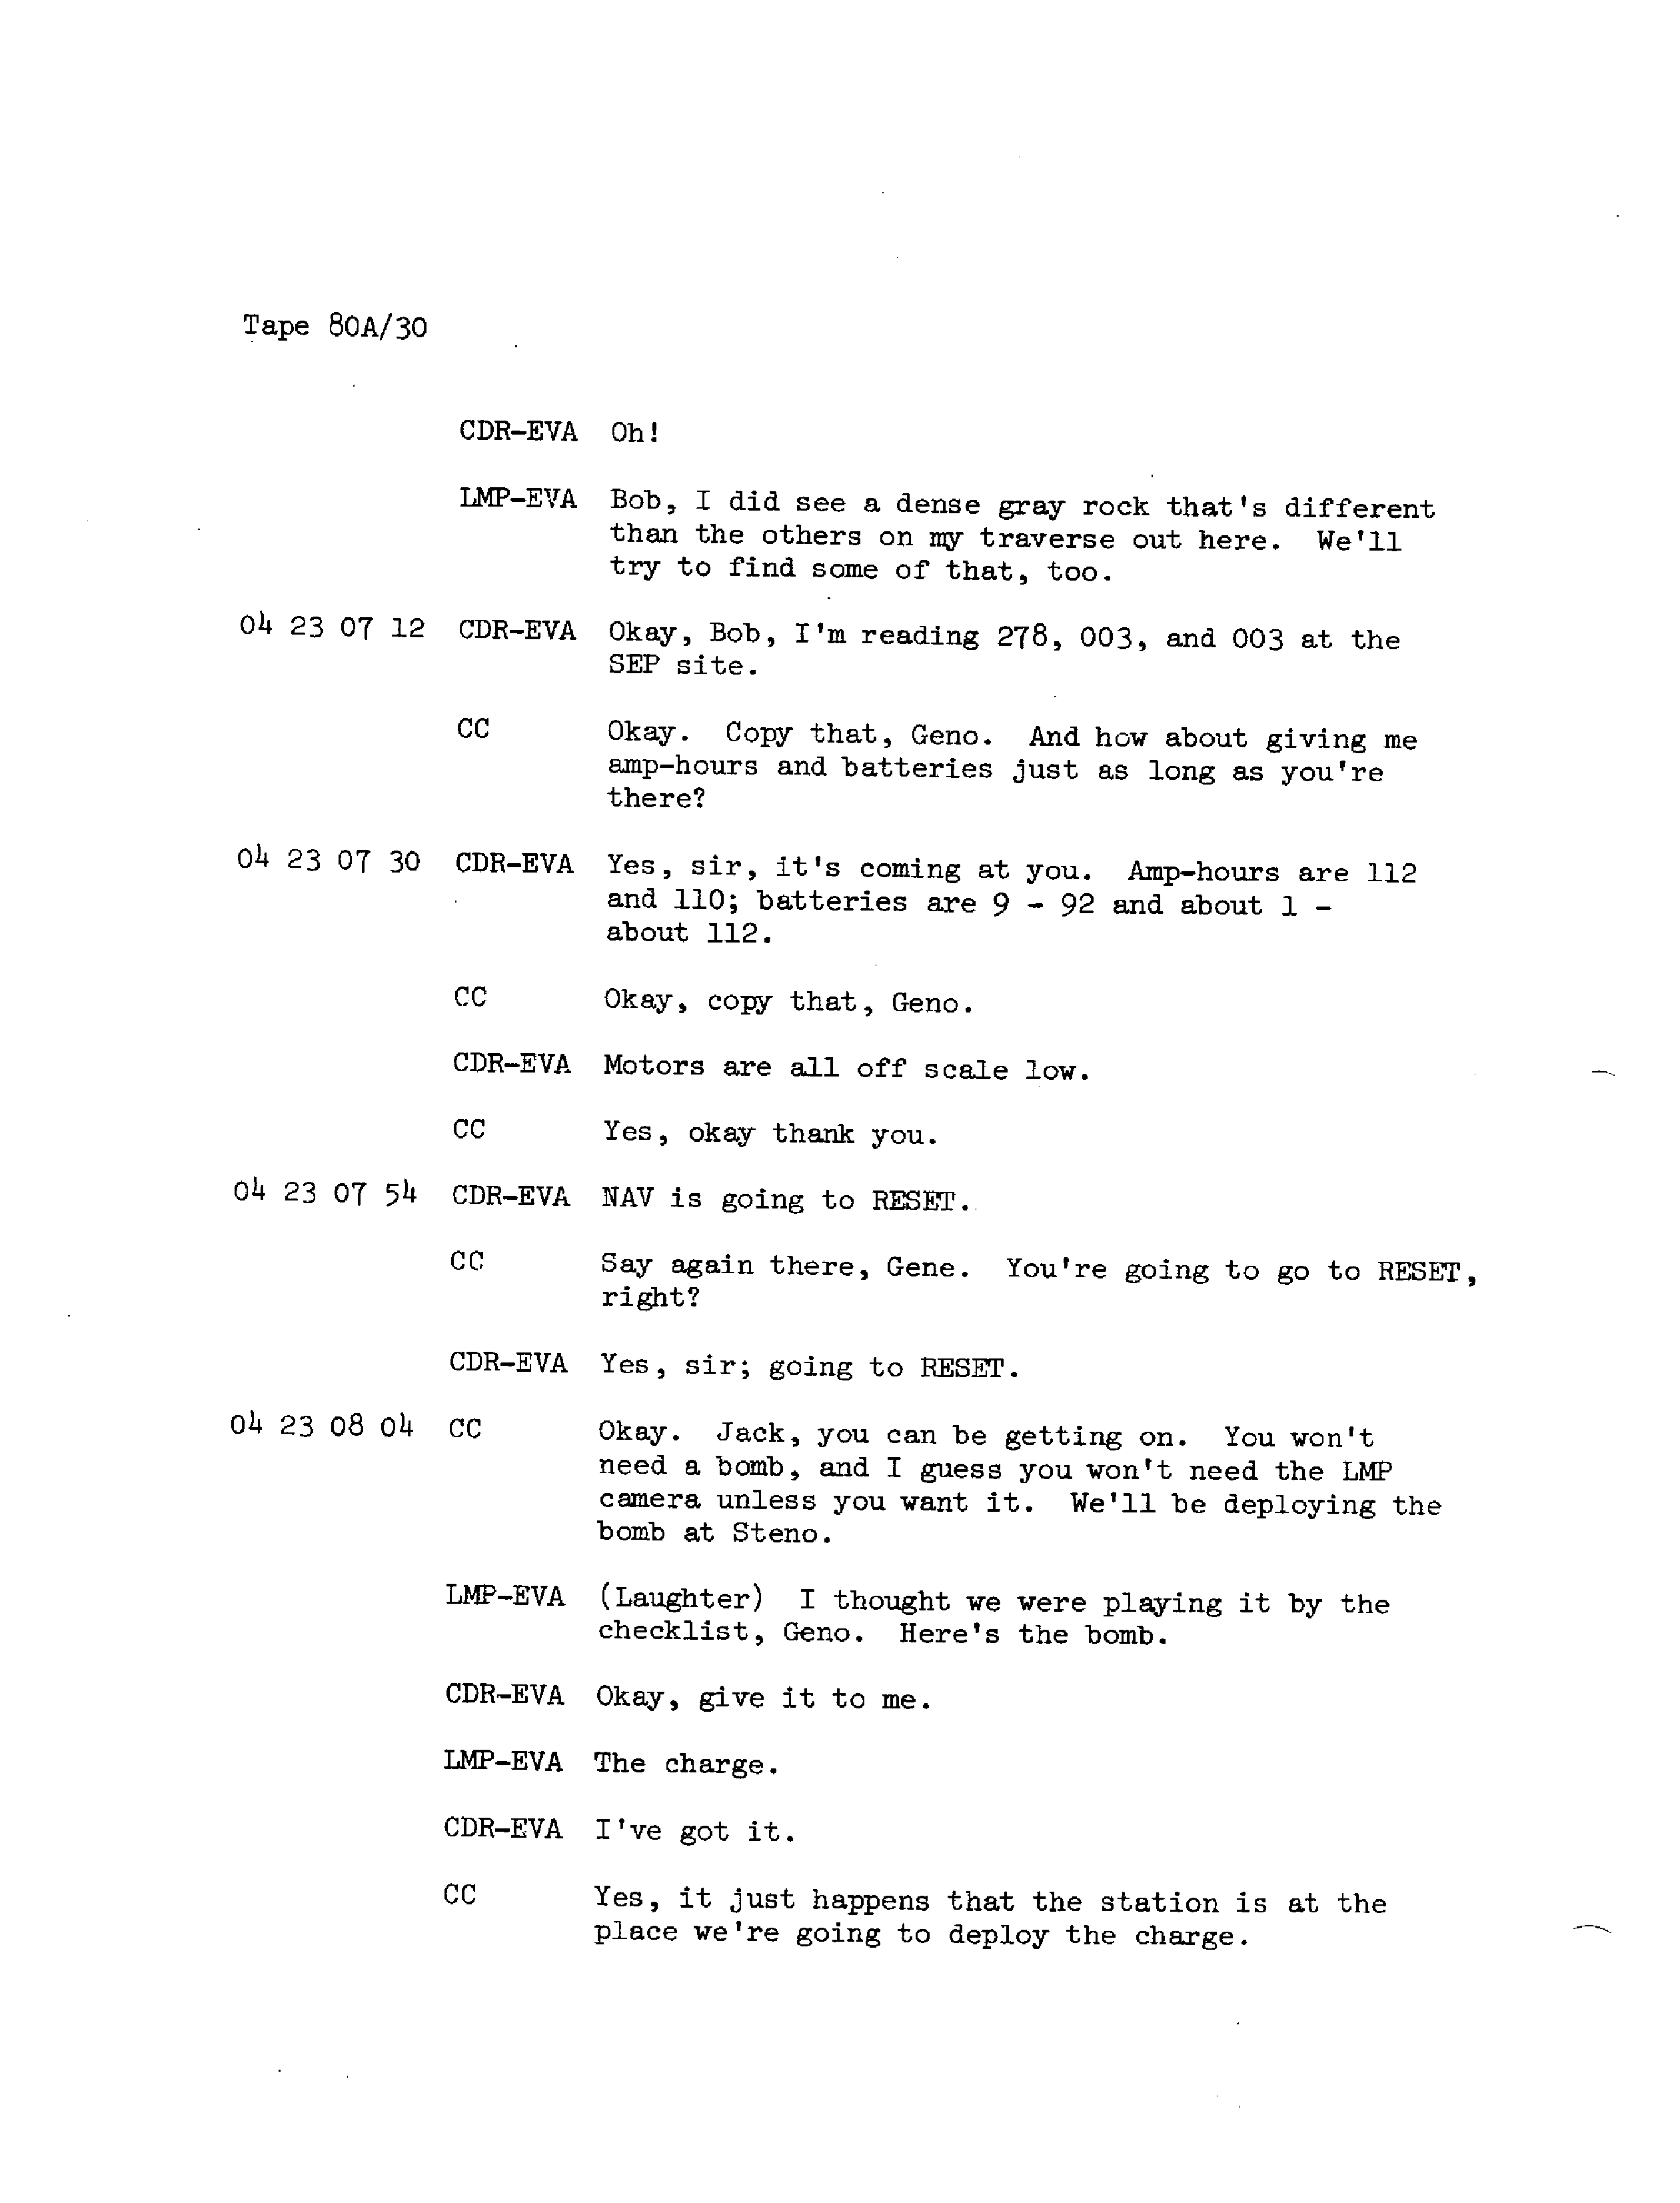 Tape 80A/30
CDR-EVA Oh!
LMP-EVA Bob, I did see a dense gray rock that's different
than the others on my traverse out here. We'll
try to find some of that, too.
04 23 07 12 CDR-EVA Okay, Bob, I'm reading 278, 003, and 003 at the
SEP site.
CC Okay. Copy that, Geno. And how about giving me
amp-hours and batteries just as long as you're
there?
04 23 07 30 CDR-EVA Yes, sir, it's coming at you. Amp-hours are 112
and 110; batteries are 9 - 92 and about 1 -
about 112.
CC Okay, copy that, Geno.
CDR-EVA Motors are all off scale low.
CC Yes, okay thank you.
04 23 07 54 CDR-EVA NAV is going to RESET.
CC Say again there, Gene. You're going to go to RESET,
right?
CDR-EVA Yes, sir; going to RESET.
04 23 08 04 CC Okay. Jack, you can be getting on. You won't
need a bomb, and I guess you won't need the LMP
camera unless you want it. We'll be deploying the
bomb at Steno.
LMP-EVA (Laughter) I thought we were playing it by the
checklist, Geno. Here's the bomb.
CDR-EVA Okay, give it to me.
LMP-EVA The charge.
CDR-EVA I've got it.
CC Yes, it just happens that the station is at the
place we're going to deploy the charge.